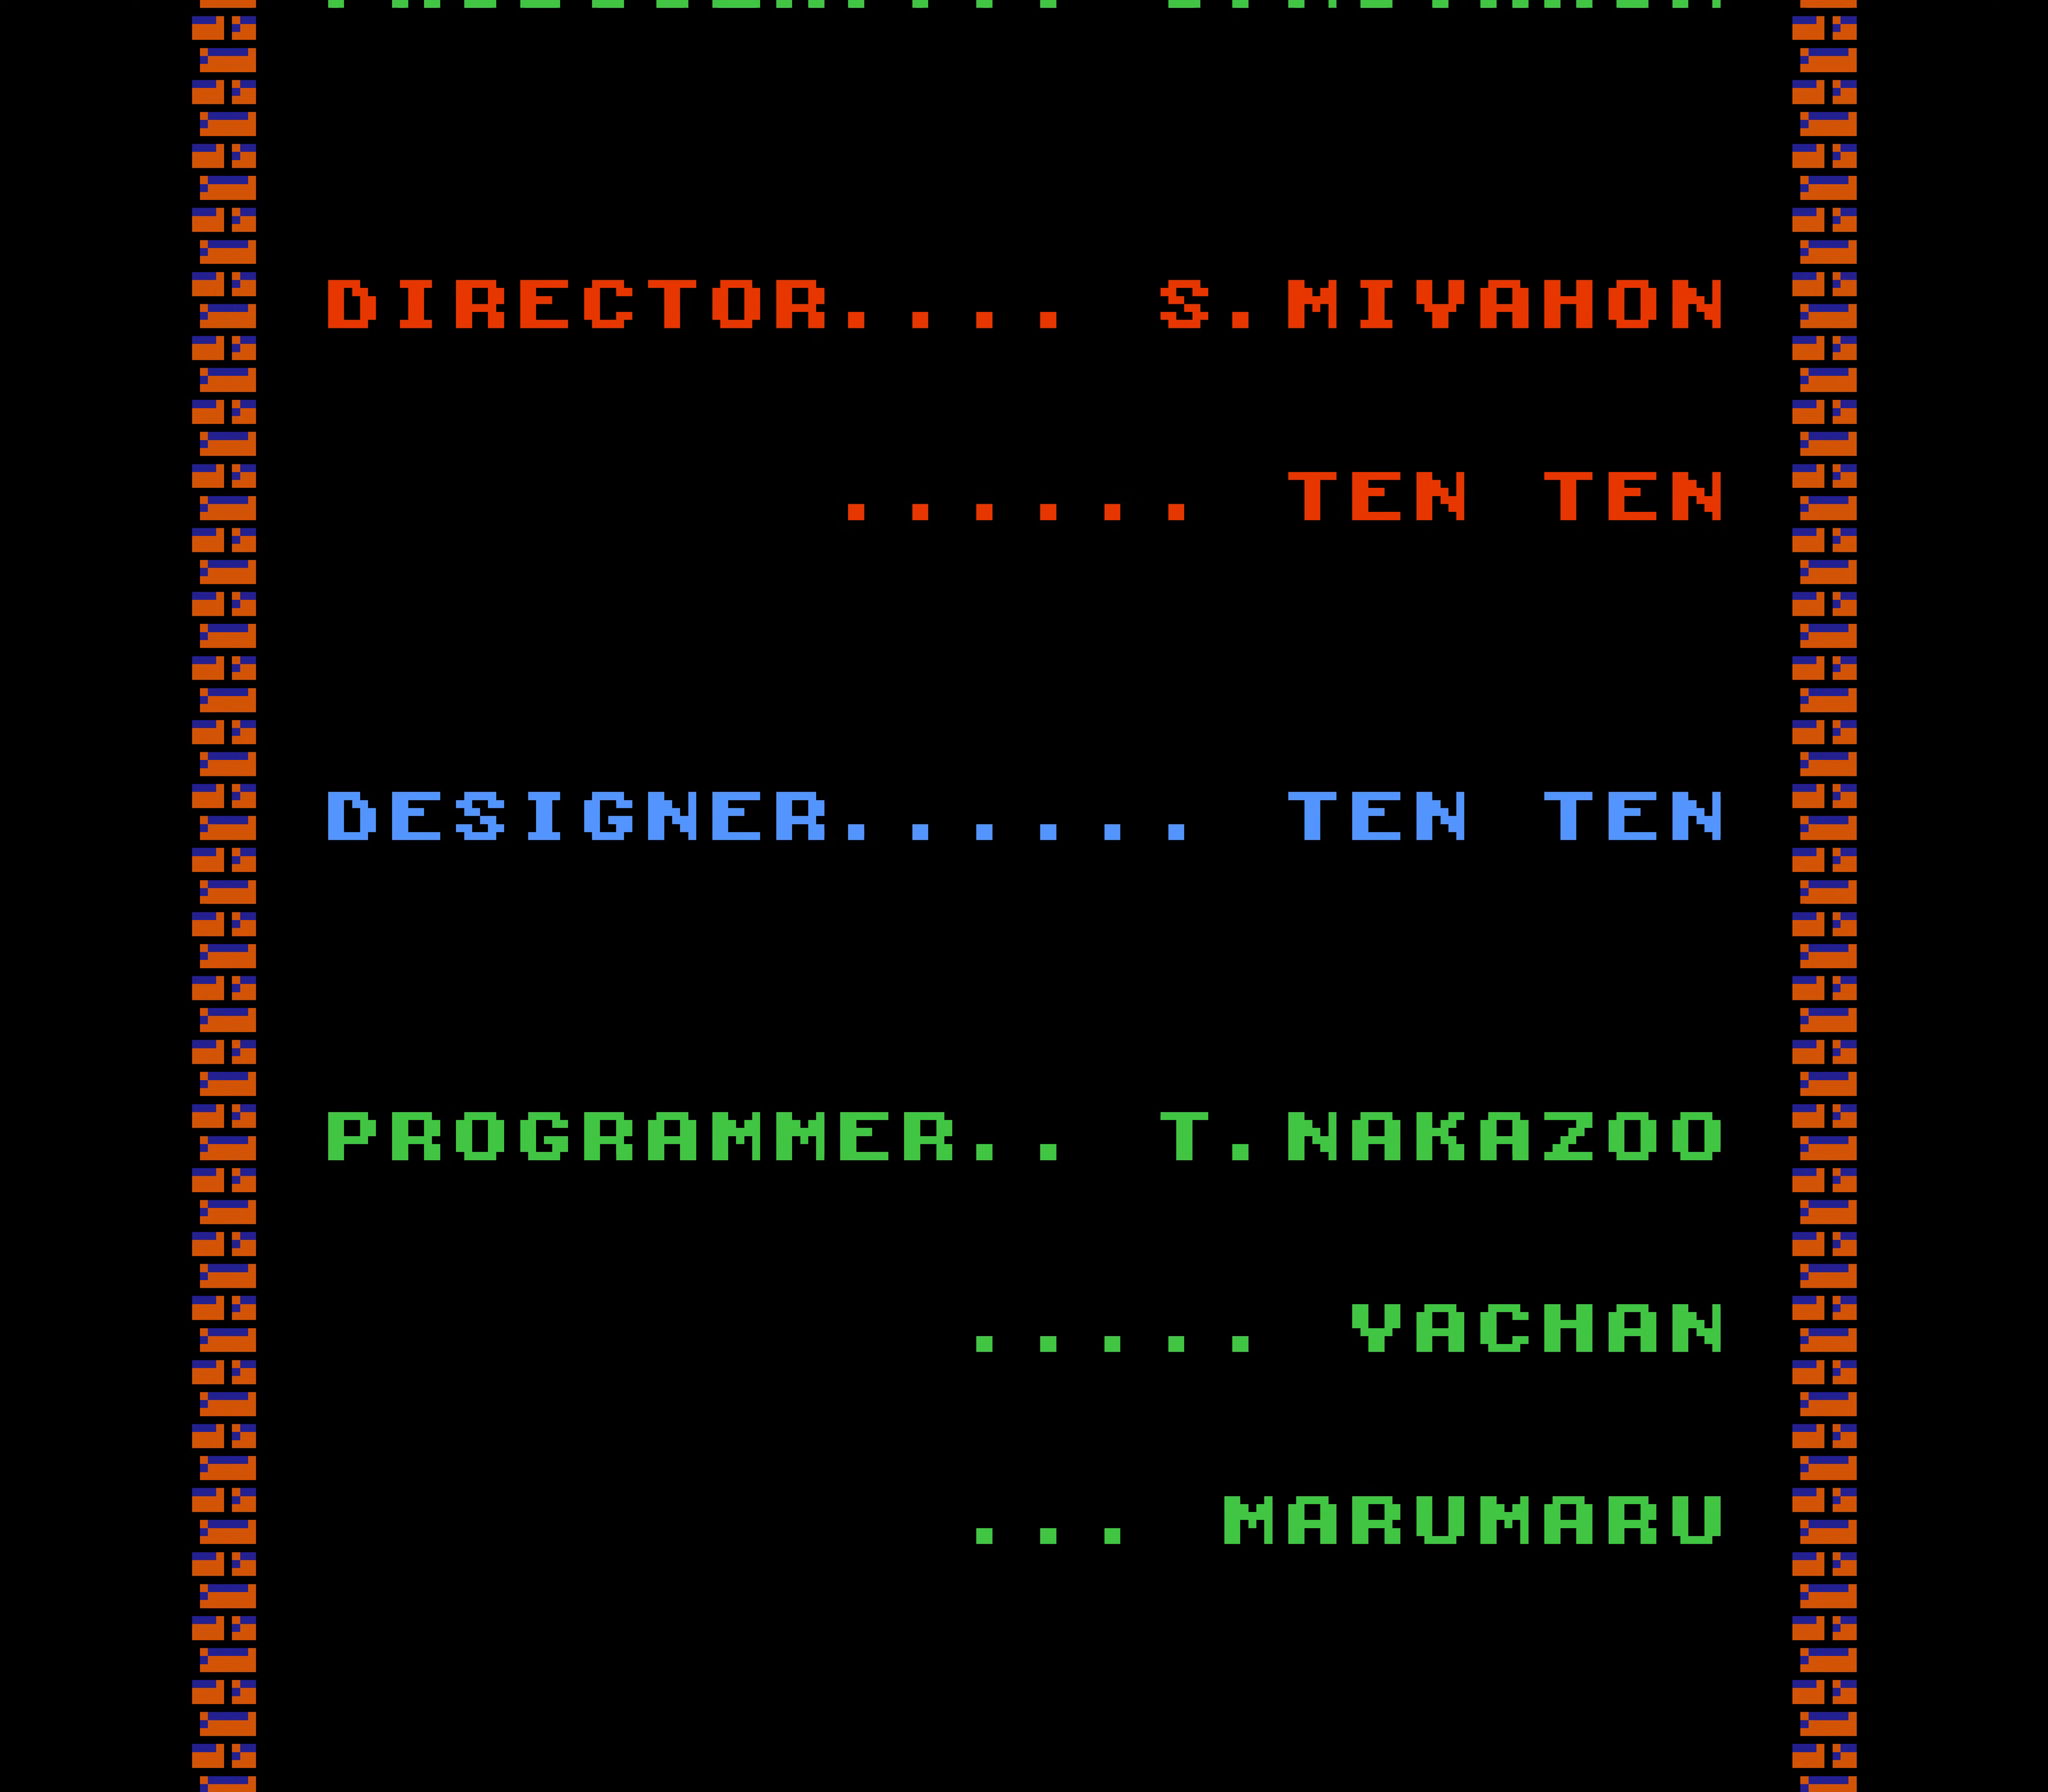 DIRECTOR.... S.MIYAHON
...... TEN TEN
DESIGNER...... TEN TEN
PROGRAMMER.. T.NAKAZOO
..... YACHAN
... MARUMARU